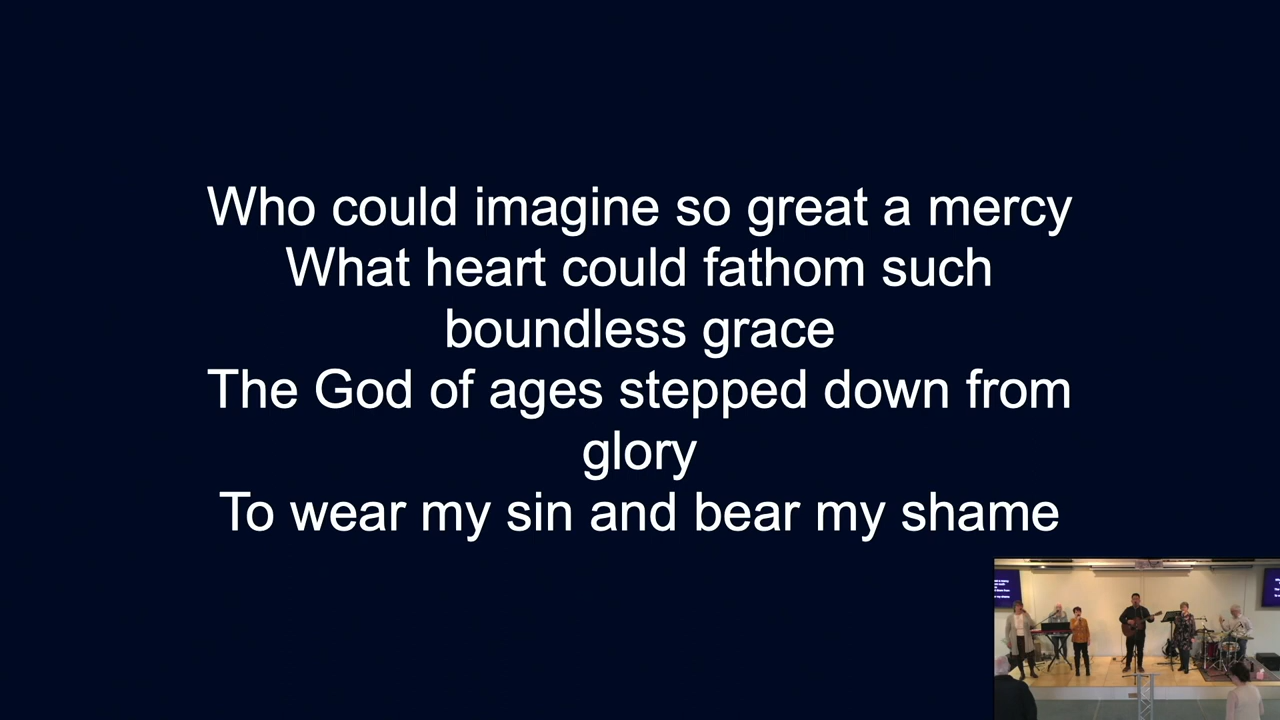 Who could imagine so great a mercy
What heart could fathom such
boundless grace
The God of ages stepped down from
glory
To wear my sin and bear my shame